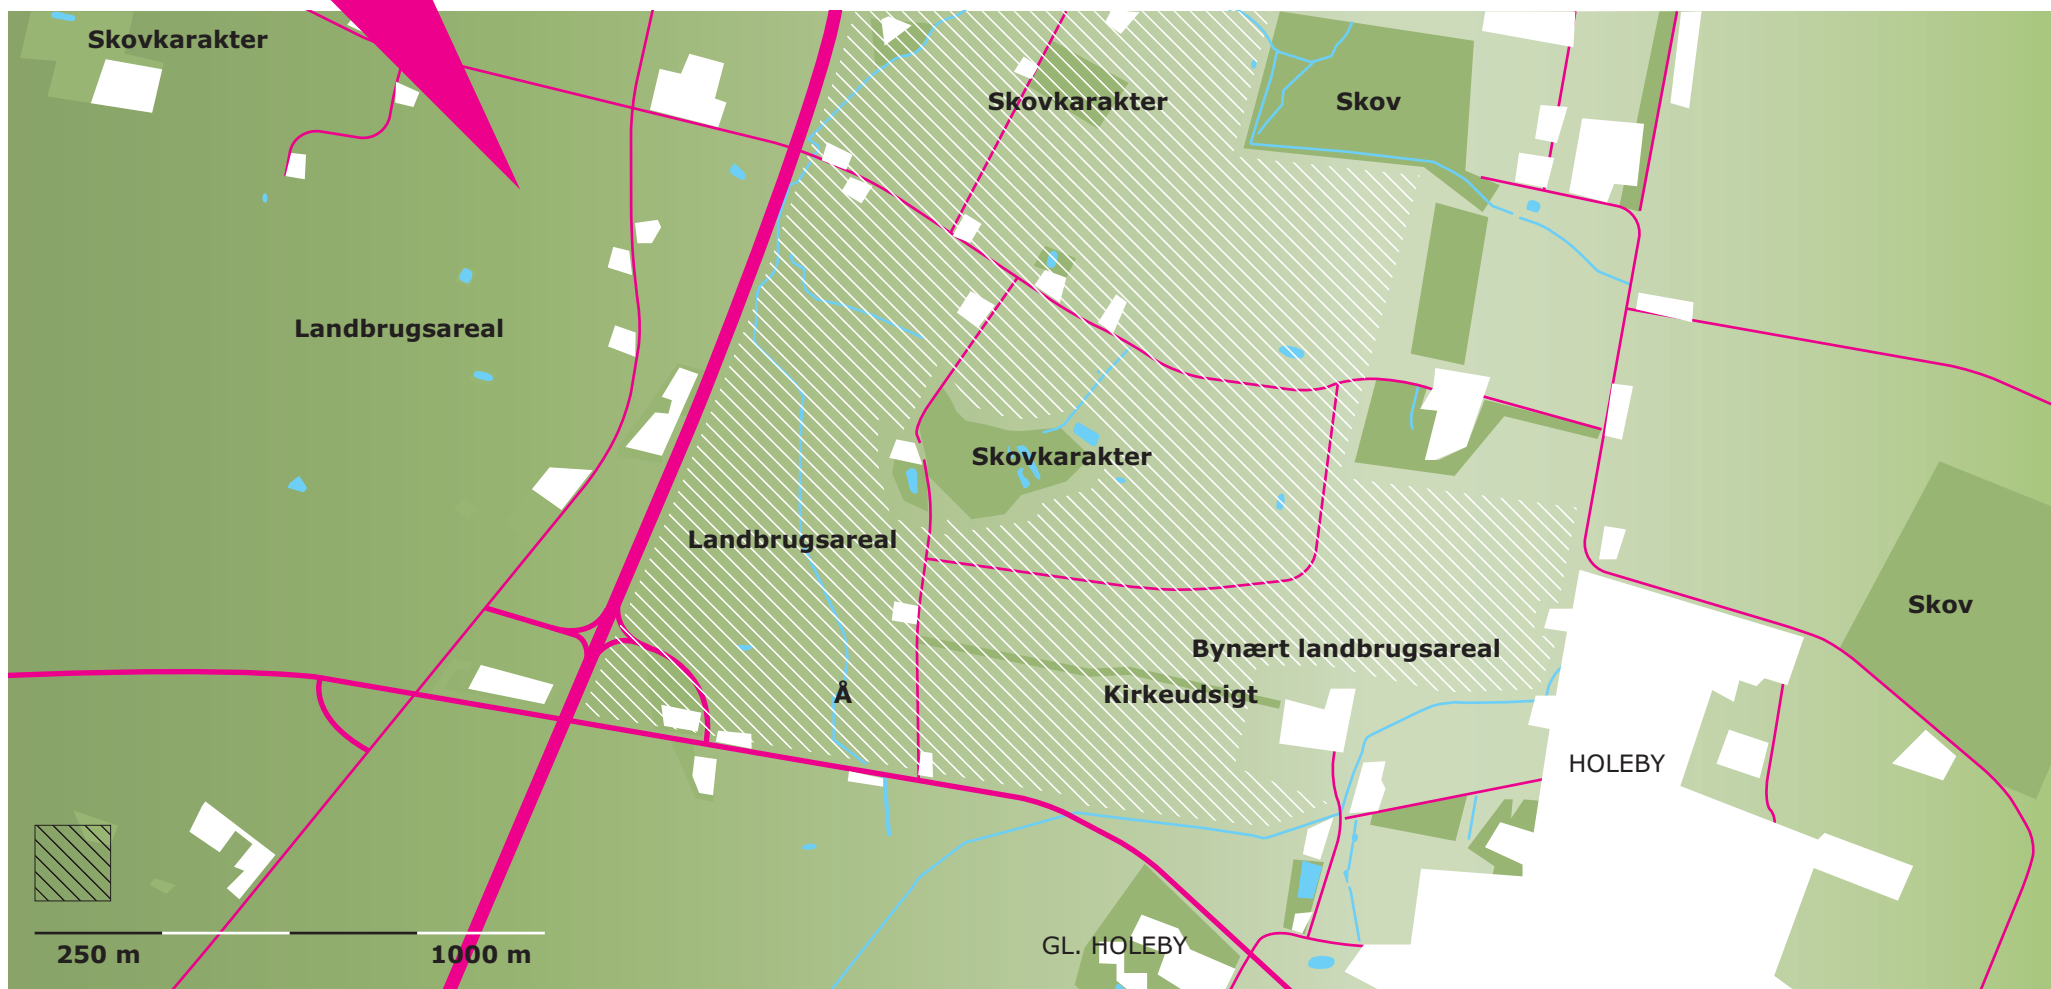 Skovkarakter
Skovkarakter
Skov
Landbrugsareal
Skovkarakter
Landbrugsareal
Skov
Bynært landbrugsareal
Å
Kirkeudsigt
HOLEBY
GL. HOLEBY
250 m
1000 m